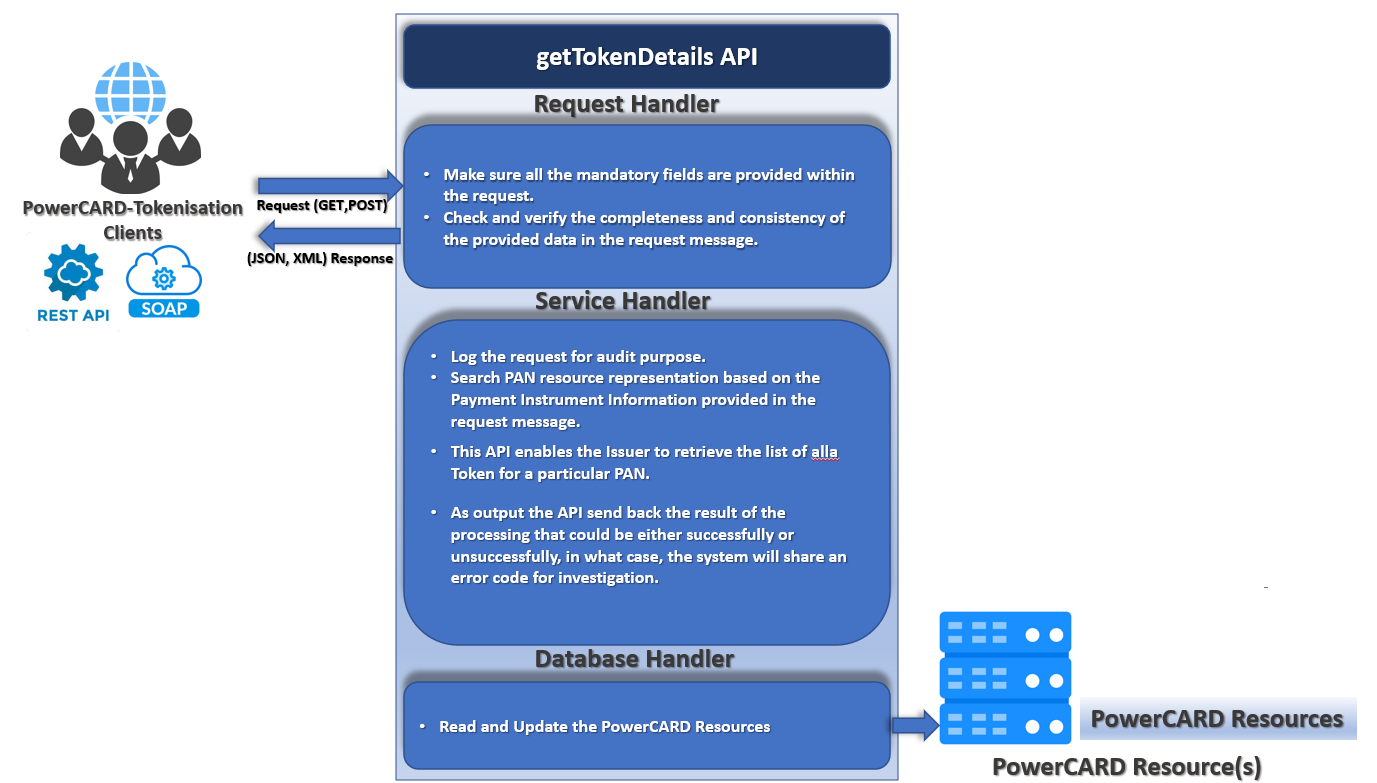 getTokenDetails API
Request Handler
• Make sure all the mandatory fields are provided within
the request.
• Check and verify the completeness and consistency of
the provided data in the request message.
PowerCARD-Tokenisation
Clients
Request (GET,POST)
(JSON, XML) Response
REST API
SOAP
Service Handler
• Log the request for audit purpose.
• Search PAN resource representation based on the
Payment Instrument Information provided in the
request message.
• This API enables the Issuer to retrieve the list of alla
Token for a particular PAN.
• As output the API send back the result of the
processing that could be either successfully or
unsuccessfully, in what case, the system will share an
error code for investigation.
Database Handler
• Read and Update the PowerCARD Resources
PowerCARD Resources
PowerCARD Resource(s)